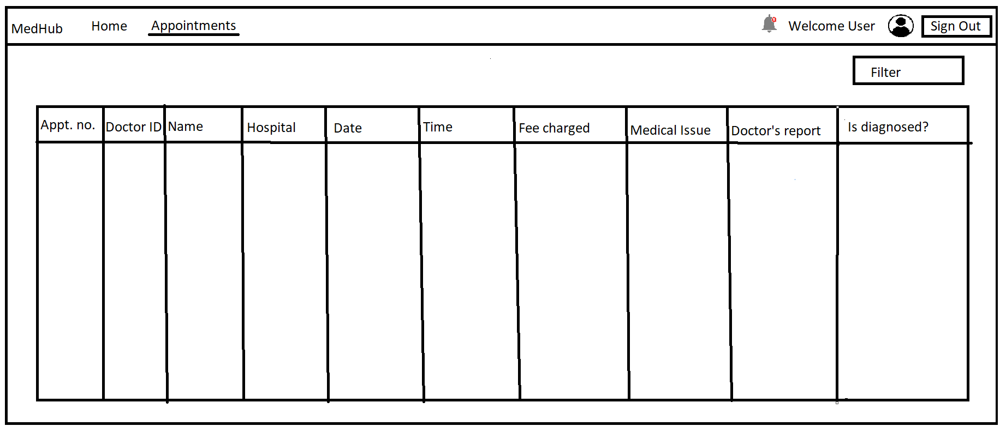 MedHub Home Appointments Welcome User Sign Out
Filter
Appt. no. Doctor ID Name Hospital Date Time Fee charged Medical Issue Doctor's report Is diagnosed?